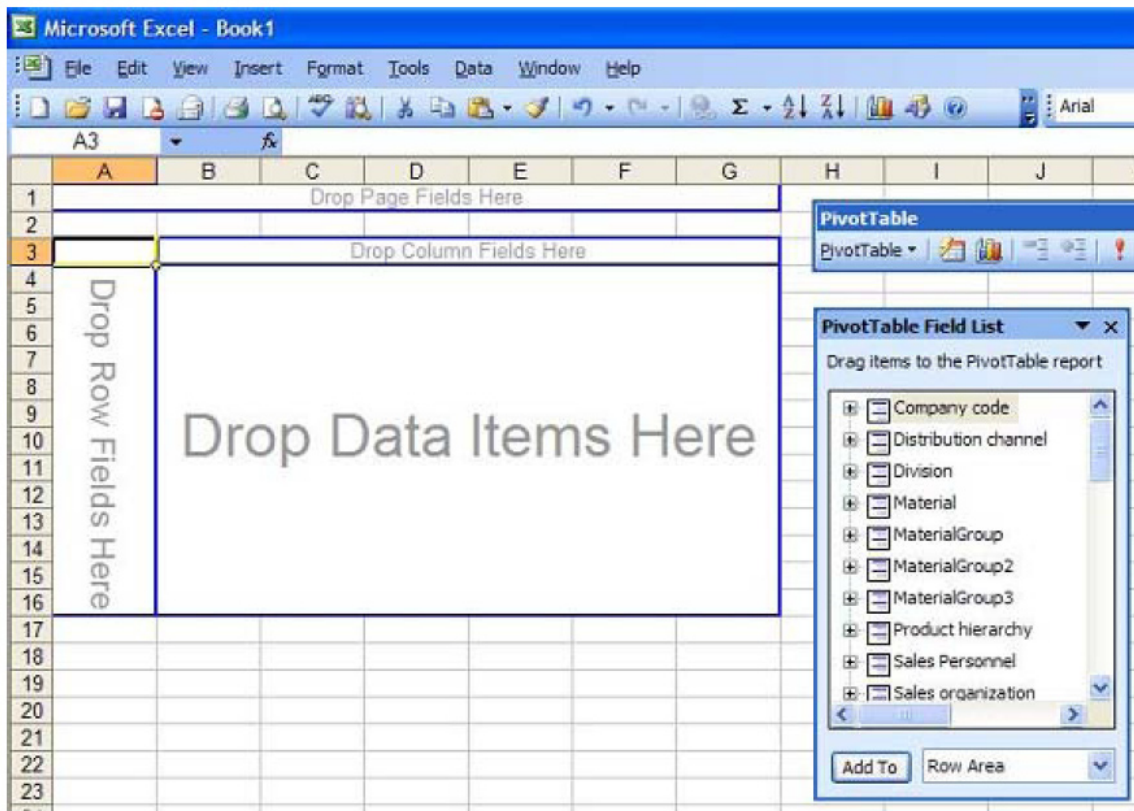 Microsoft Excel - Book1
File Edit View Insert Format Tools Data Window Help
ABC Σ A Z Z A Arial
A3 fx
A B C D E F G H I J
1 Drop Page Fields Here
2
3 Drop Column Fields Here
4
5
6
7
8
9
10
11
12
13
14
15
16
17
18
19
20
21
22
23
Drop Row Fields Here
Drop Data Items Here
PivotTable
PivotTable
PivotTable Field List
Drag items to the PivotTable report
Company code
Distribution channel
Division
Material
MaterialGroup
MaterialGroup2
MaterialGroup3
Product hierarchy
Sales Personnel
Sales organization
Add To Row Area